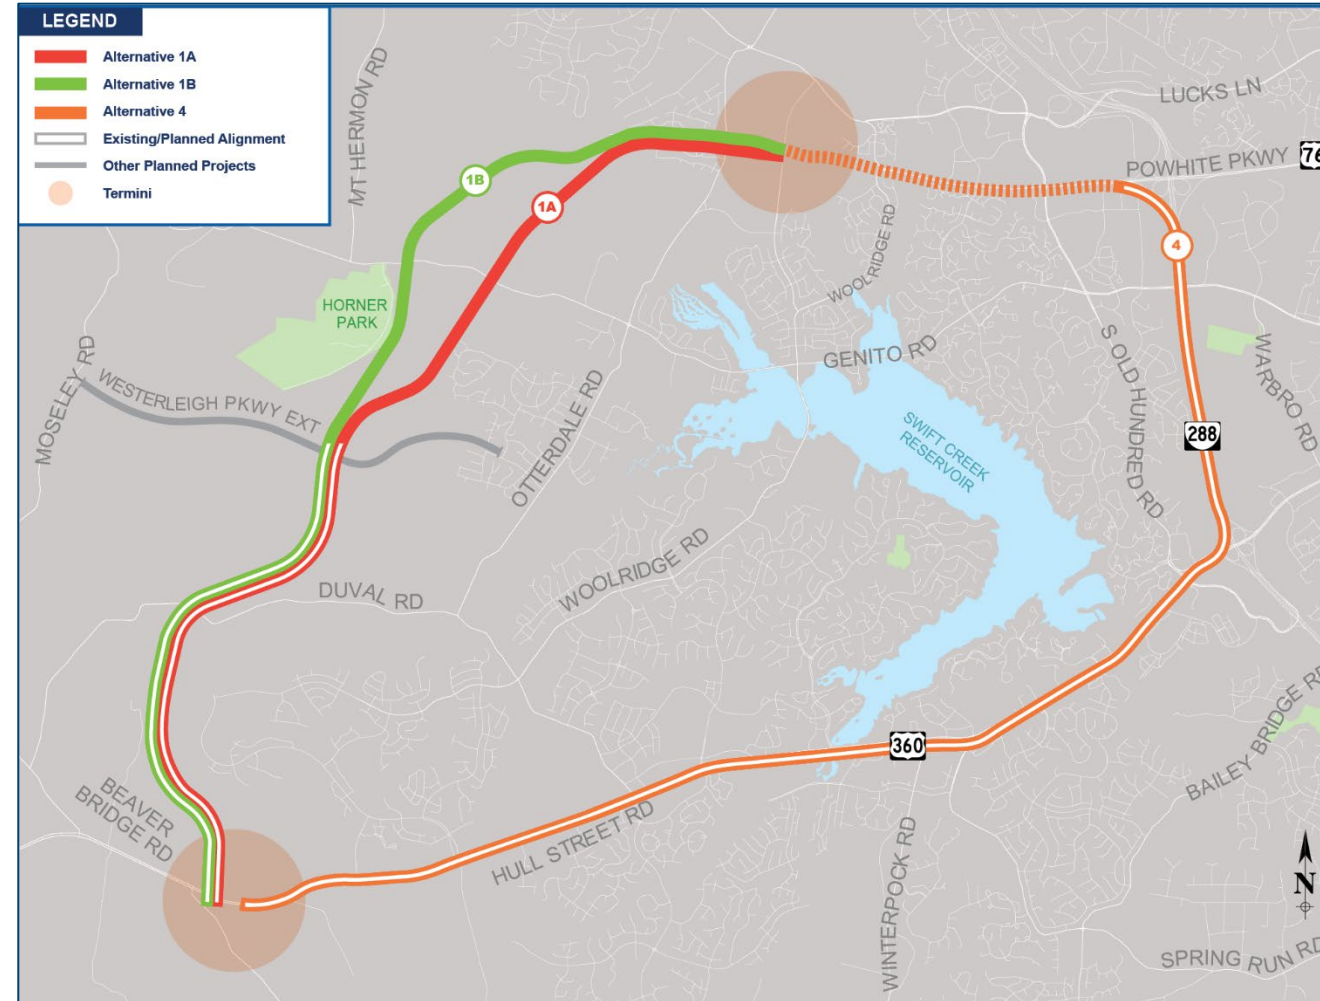 LEGEND
Alternative 1A
Alternative 1B
Alternative 4
Existing/Planned Alignment
Other Planned Projects
Termini
MT HERMON RD
LUCKS LN
POWHITE PKWY
76
1B
1A
4
WOOLRIDGE RD
HORNER
PARK
GENITO RD
S OLD HUNDRED RD
WARBRO RD
MOSELEY RD
WESTERLEIGH PKWY EXT
OTTERDALE RD
SWIFT CREEK
RESERVOIR
288
WOOLRIDGE RD
DUVAL RD
BEAVER
BRIDGE RD
360
BAILEY BRIDGE RD
HULL STREET RD
WINTERPOCK RD
N
SPRING RUN RD